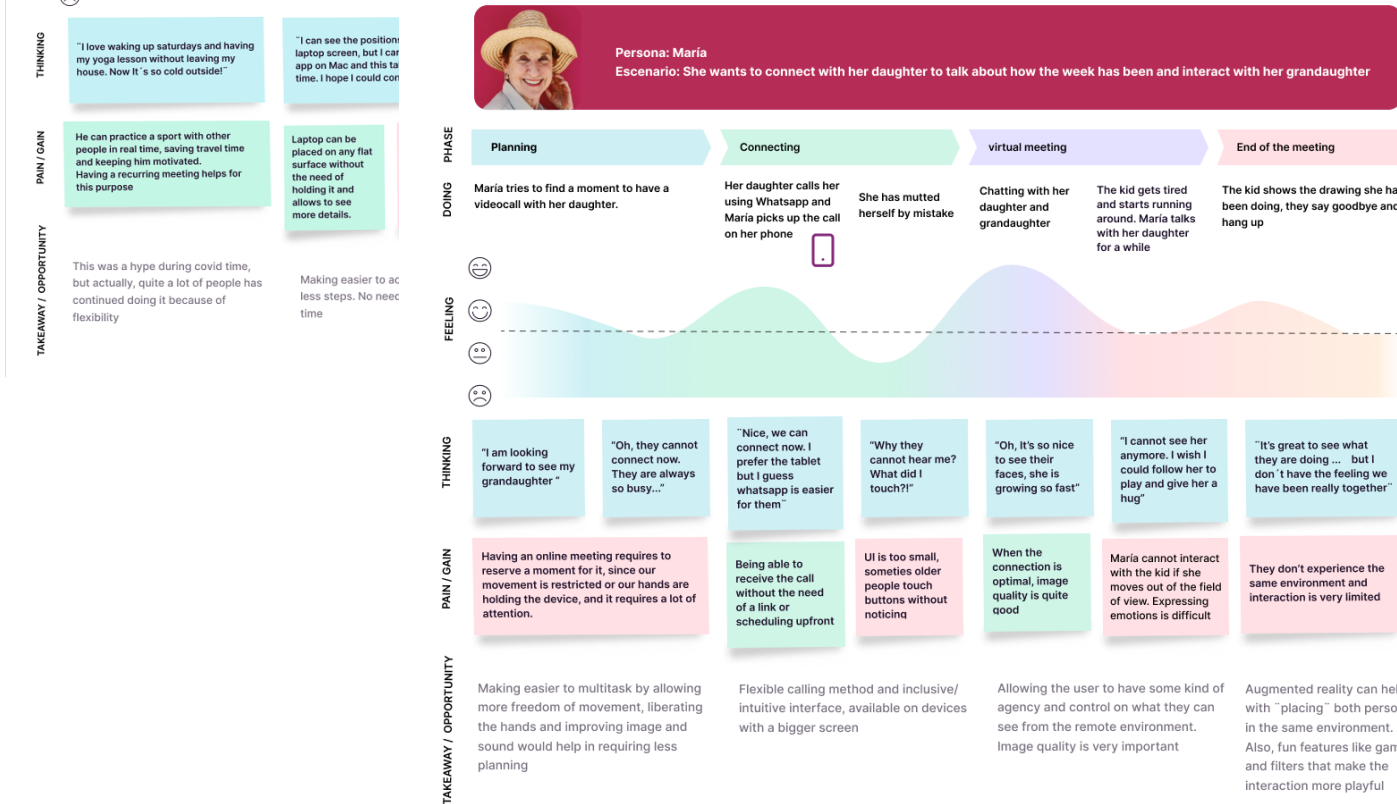 THINKING
¨I love waking up saturdays and having
my yoga lesson without leaving my
house. Now It´s so cold outside!¨
¨I can see the positions
laptop screen, but I
app on Mac and this
time. I hope I could
PAIN / GAIN
He can practice a sport with other
people in real time, saving travel time
and keeping him motivated.
Having a recurring meeting helps for
this purpose
Laptop can be
placed on any flat
surface without
the need of
holding it and
allows to see
more details.
TAKEAWAY / OPPORTUNITY
This was a hype during covid time,
but actually, quite a lot of people has
continued doing it because of
flexibility
Making easier to
less steps. No
time
Persona: María
Escenario: She wants to connect with her daughter to talk about how the week has been and interact with her grandaughter
PHASE
Planning
Connecting
virtual meeting
End of the meeting
DOING
María tries to find a moment to have a
videocall with her daughter.
Her daughter calls her
using Whatsapp and
María picks up the call
on her phone
She has mutted
herself by mistake
Chatting with her
daughter and
grandaughter
The kid gets tired
and starts running
around. María talks
with her daughter
for a while
The kid shows the drawing she
been doing, they say goodbye and
hang up
FEELING
THINKING
"I am looking
forward to see my
grandaughter "
"Oh, they cannot
connect now.
They are always
so busy..."
¨Nice, we can
connect now. I
prefer the tablet
but I guess
whatsapp is easier
for them¨
"Why they
cannot hear me?
What did I
touch?!"
"Oh, It's so nice
to see their
faces, she is
growing so fast"
"I cannot see her
anymore. I wish I
could follow her to
play and give her a
hug"
¨It's great to see what
they are doing ... but I
don´t have the feeling we
have been really together¨
PAIN / GAIN
Having an online meeting requires to
reserve a moment for it, since our
movement is restricted or our hands are
holding the device, and it requires a lot of
attention.
Being able to
receive the call
without the need
of a link or
scheduling upfront
UI is too small,
someties older
people touch
buttons without
noticing
When the
connection is
optimal, image
quality is quite
good
María cannot interact
with the kid if she
moves out of the field
of view. Expressing
emotions is difficult
They don't experience the
same environment and
interaction is very limited
TAKEAWAY / OPPORTUNITY
Making easier to multitask by allowing
more freedom of movement, liberating
the hands and improving image and
sound would help in requiring less
planning
Flexible calling method and inclusive/
intuitive interface, available on devices
with a bigger screen
Allowing the user to have some kind of
agency and control on what they can
see from the remote environment.
Image quality is very important
Augmented reality can
with ¨placing¨ both
in the same environment.
Also, fun features like
and filters that make the
interaction more playful